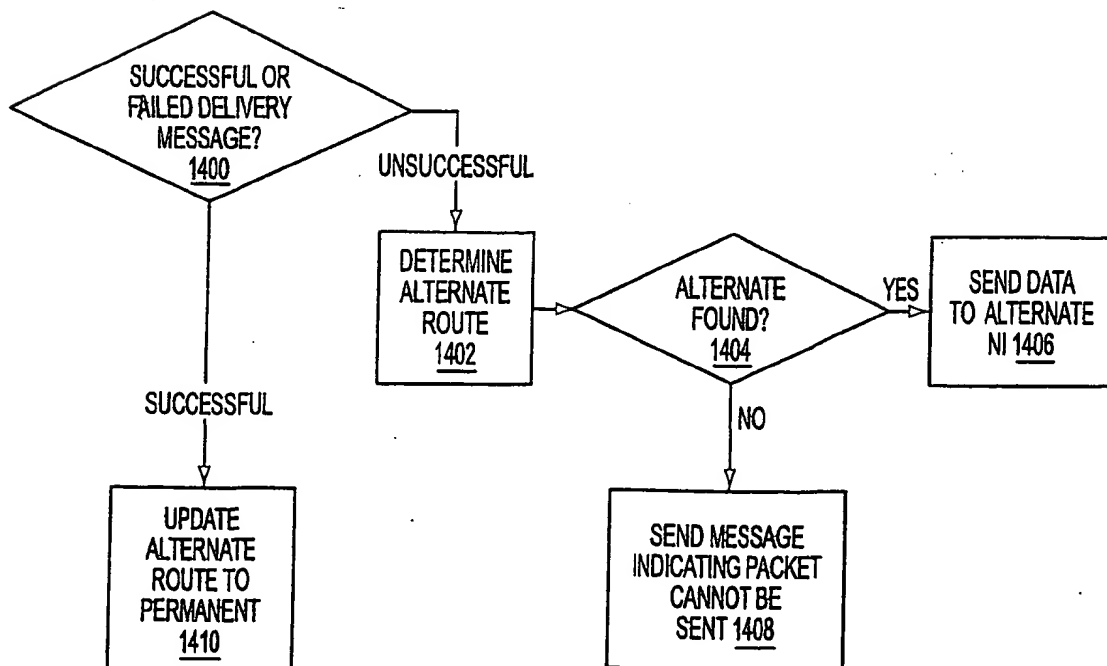 SUCCESSFUL OR
FAILED DELIVERY
MESSAGE?
1400
UNSUCCESSFUL
DETERMINE
ALTERNATE
ROUTE
1402
ALTERNATE
FOUND?
1404
YES
SEND DATA
TO ALTERNATE
NI 1406
SUCCESSFUL
NO
UPDATE
ALTERNATE
ROUTE TO
PERMANENT
1410
SEND MESSAGE
INDICATING PACKET
CANNOT BE
SENT 1408